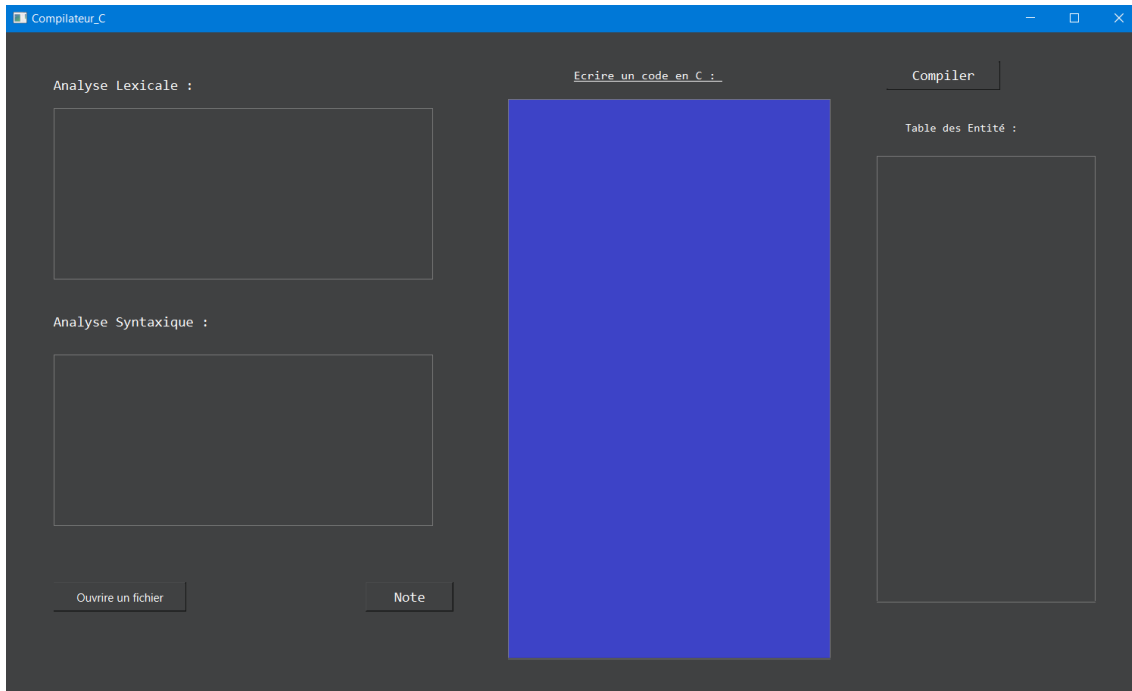 Compilateur_C
Analyse Lexicale :
Ecrire un code en C :
Compiler
Table des Entité :
Analyse Syntaxique :
Ouvrire un fichier
Note